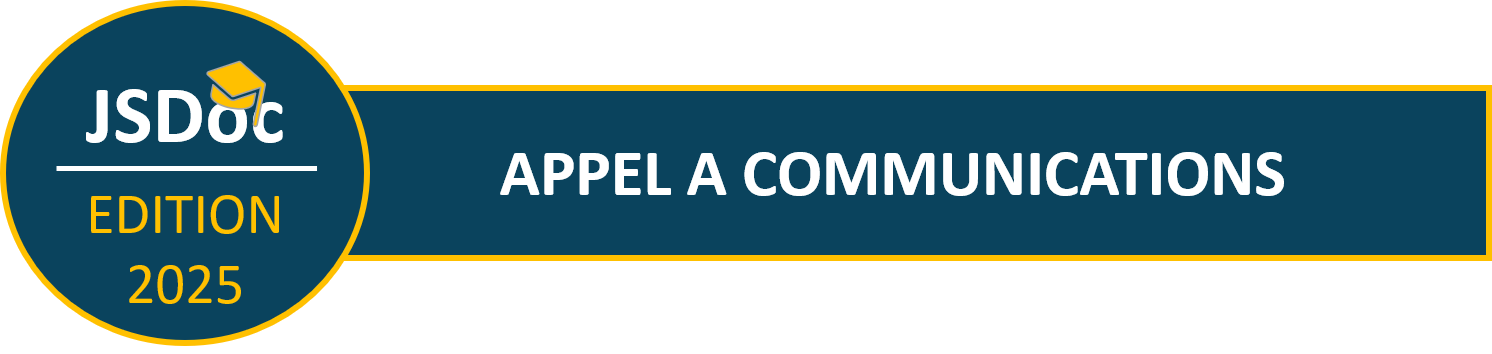 JSDoc
EDITION
2025
APPEL A COMMUNICATIONS